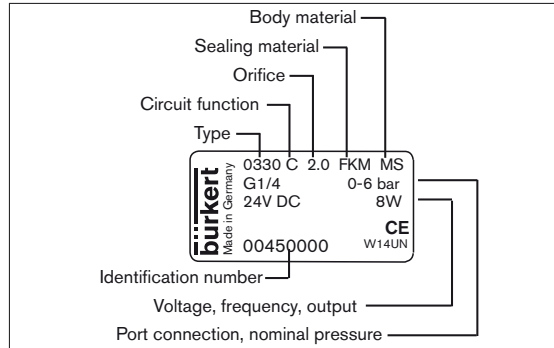 Body material
Sealing material
Orifice
Circuit function
Type
0330 C 2.0 FKM MS
G1/4 0-6 bar
24V DC 8W
CE
00450000 W14UN
burkert
Made in Germany
Identification number
Voltage, frequency, output
Port connection, nominal pressure